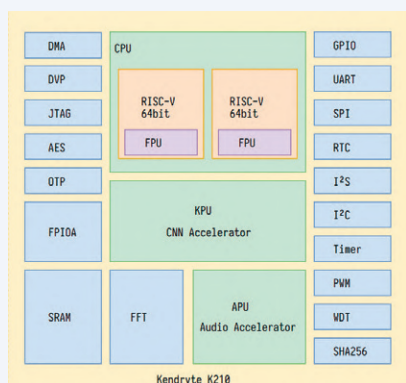 DMA
DVP
JTAG
AES
OTP
FPIOA
SRAM
CPU
RISC-V
64bit
FPU
RISC-V
64bit
FPU
KPU
CNN Accelerator
FFT
APU
Audio Accelerator
GPIO
UART
SPI
RTC
I²S
I²C
Timer
PWM
WDT
SHA256
Kendryte K210